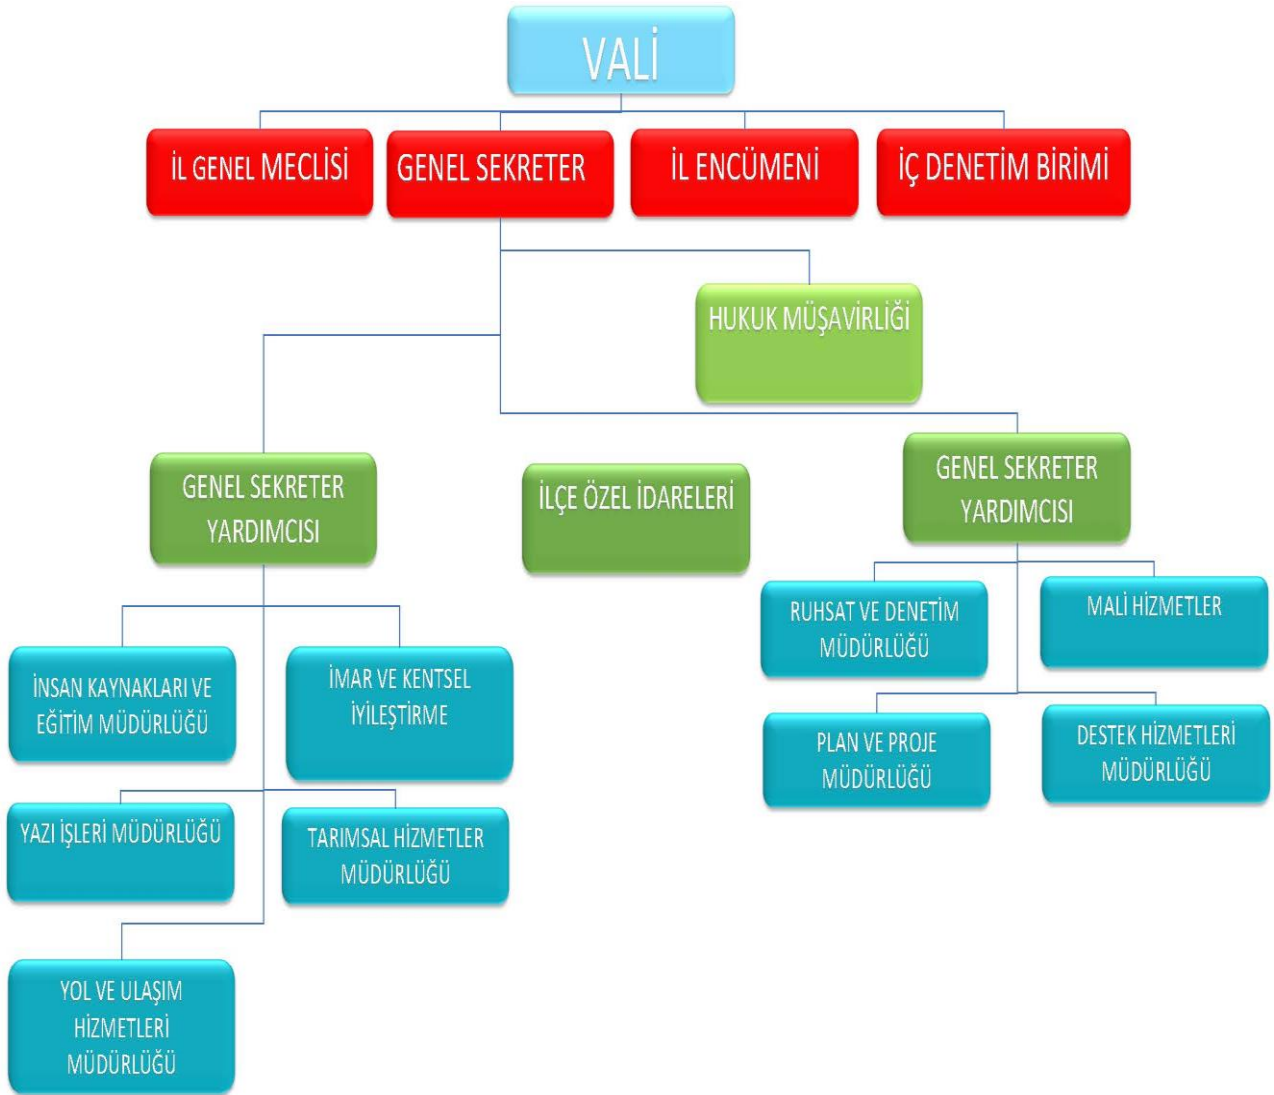 VALİ
İL GENEL MECLİSİ
GENEL SEKRETER
İL ENCÜMENİ
İÇ DENETİM BİRİMİ
HUKUK MÜŞAVİRLİĞİ
GENEL SEKRETER
YARDIMCISI
İLÇE ÖZEL İDARELERİ
GENEL SEKRETER
YARDIMCISI
İNSAN KAYNAKLARI VE
EĞİTİM MÜDÜRLÜĞÜ
İMAR VE KENTSEL
İYİLEŞTİRME
YAZI İŞLERİ MÜDÜRLÜĞÜ
TARIMSAL HİZMETLER
MÜDÜRLÜĞÜ
YOL VE ULAŞIM
HİZMETLERİ
MÜDÜRLÜĞÜ
RUHSAT VE DENETİM
MÜDÜRLÜĞÜ
MALİ HİZMETLER
PLAN VE PROJE
MÜDÜRLÜĞÜ
DESTEK HİZMETLERİ
MÜDÜRLÜĞÜ